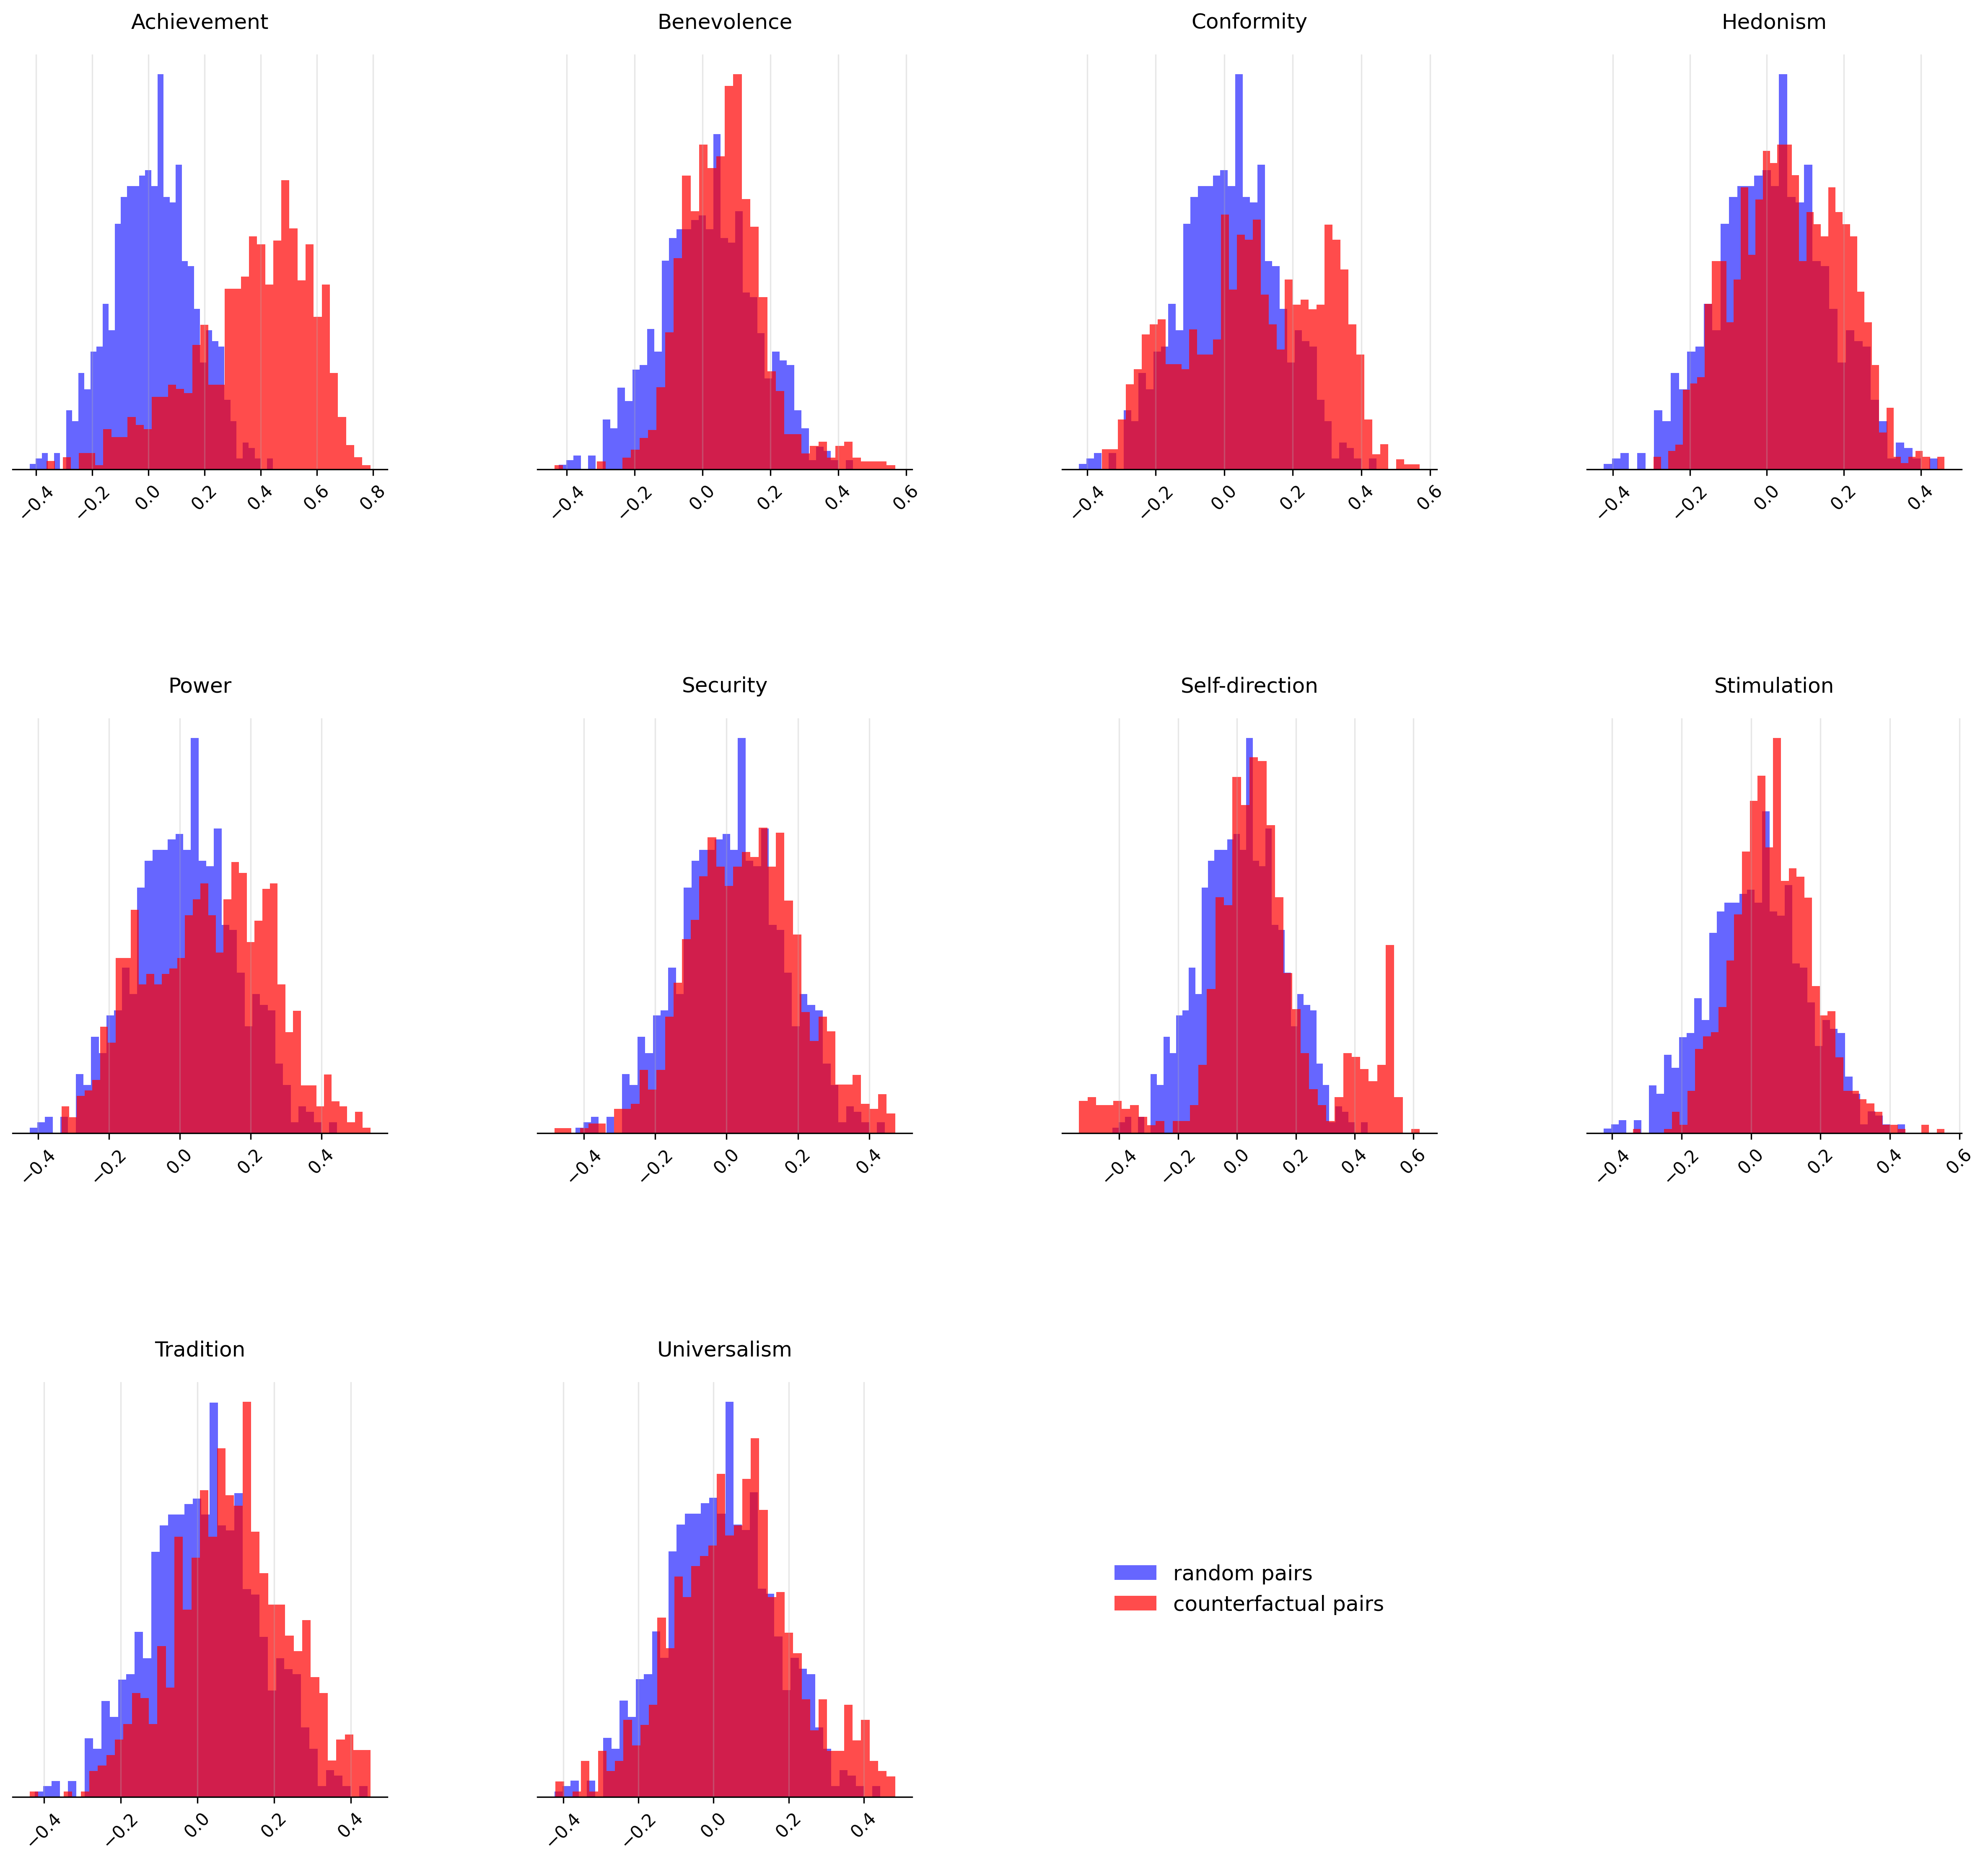 Achievement Benevolence Conformity Hedonism
−0.4 −0.2 0.0 0.2 0.4 0.6 0.8 −0.4 −0.2 0.0 0.2 0.4 0.6 −0.4 −0.2 0.0 0.2 0.4 0.6 −0.4 −0.2 0.0 0.2 0.4
Power Security Self-direction Stimulation
−0.4 −0.2 0.0 0.2 0.4 −0.4 −0.2 0.0 0.2 0.4 −0.4 −0.2 0.0 0.2 0.4 0.6 −0.4 −0.2 0.0 0.2 0.4 0.6
Tradition Universalism
random pairs
counterfactual pairs
−0.4 −0.2 0.0 0.2 0.4 −0.4 −0.2 0.0 0.2 0.4